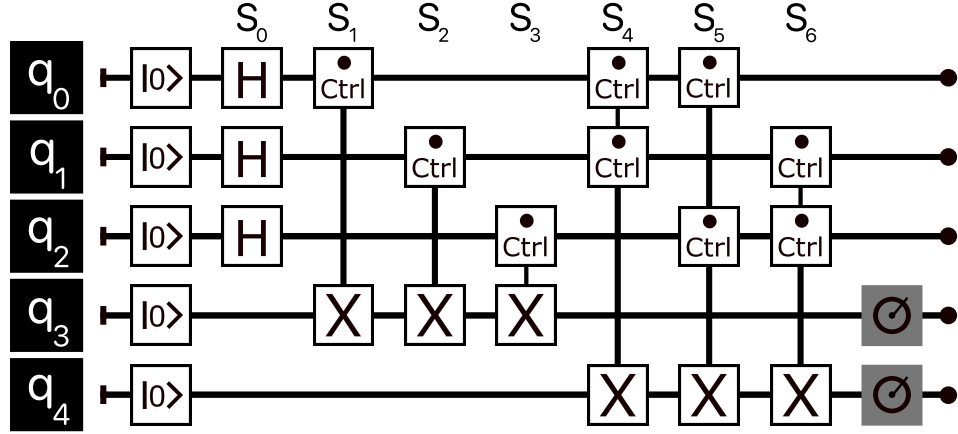 S0 S1 S2 S3 S4 S5 S6
q0 |0> H Ctrl Ctrl Ctrl
q1 |0> H Ctrl Ctrl Ctrl
q2 |0> H Ctrl Ctrl Ctrl
q3 |0> X X X
q4 |0> X X X